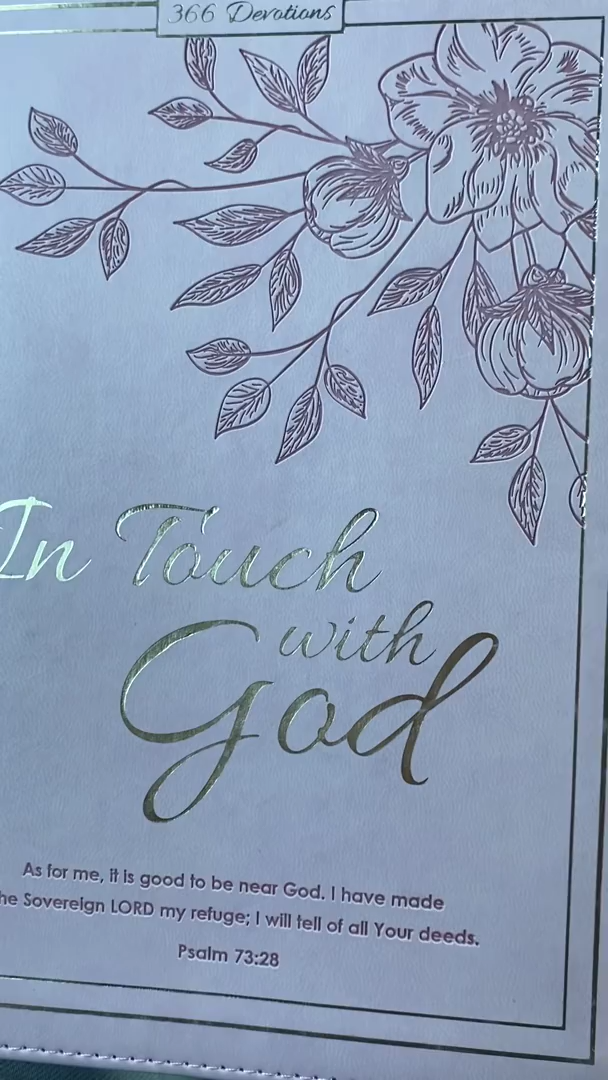 366 Devotions
In Touch
with
God
As for me, it is good to be near God. I have made
he Sovereign LORD my refuge; I will tell of all Your deeds.
Psalm 73:28